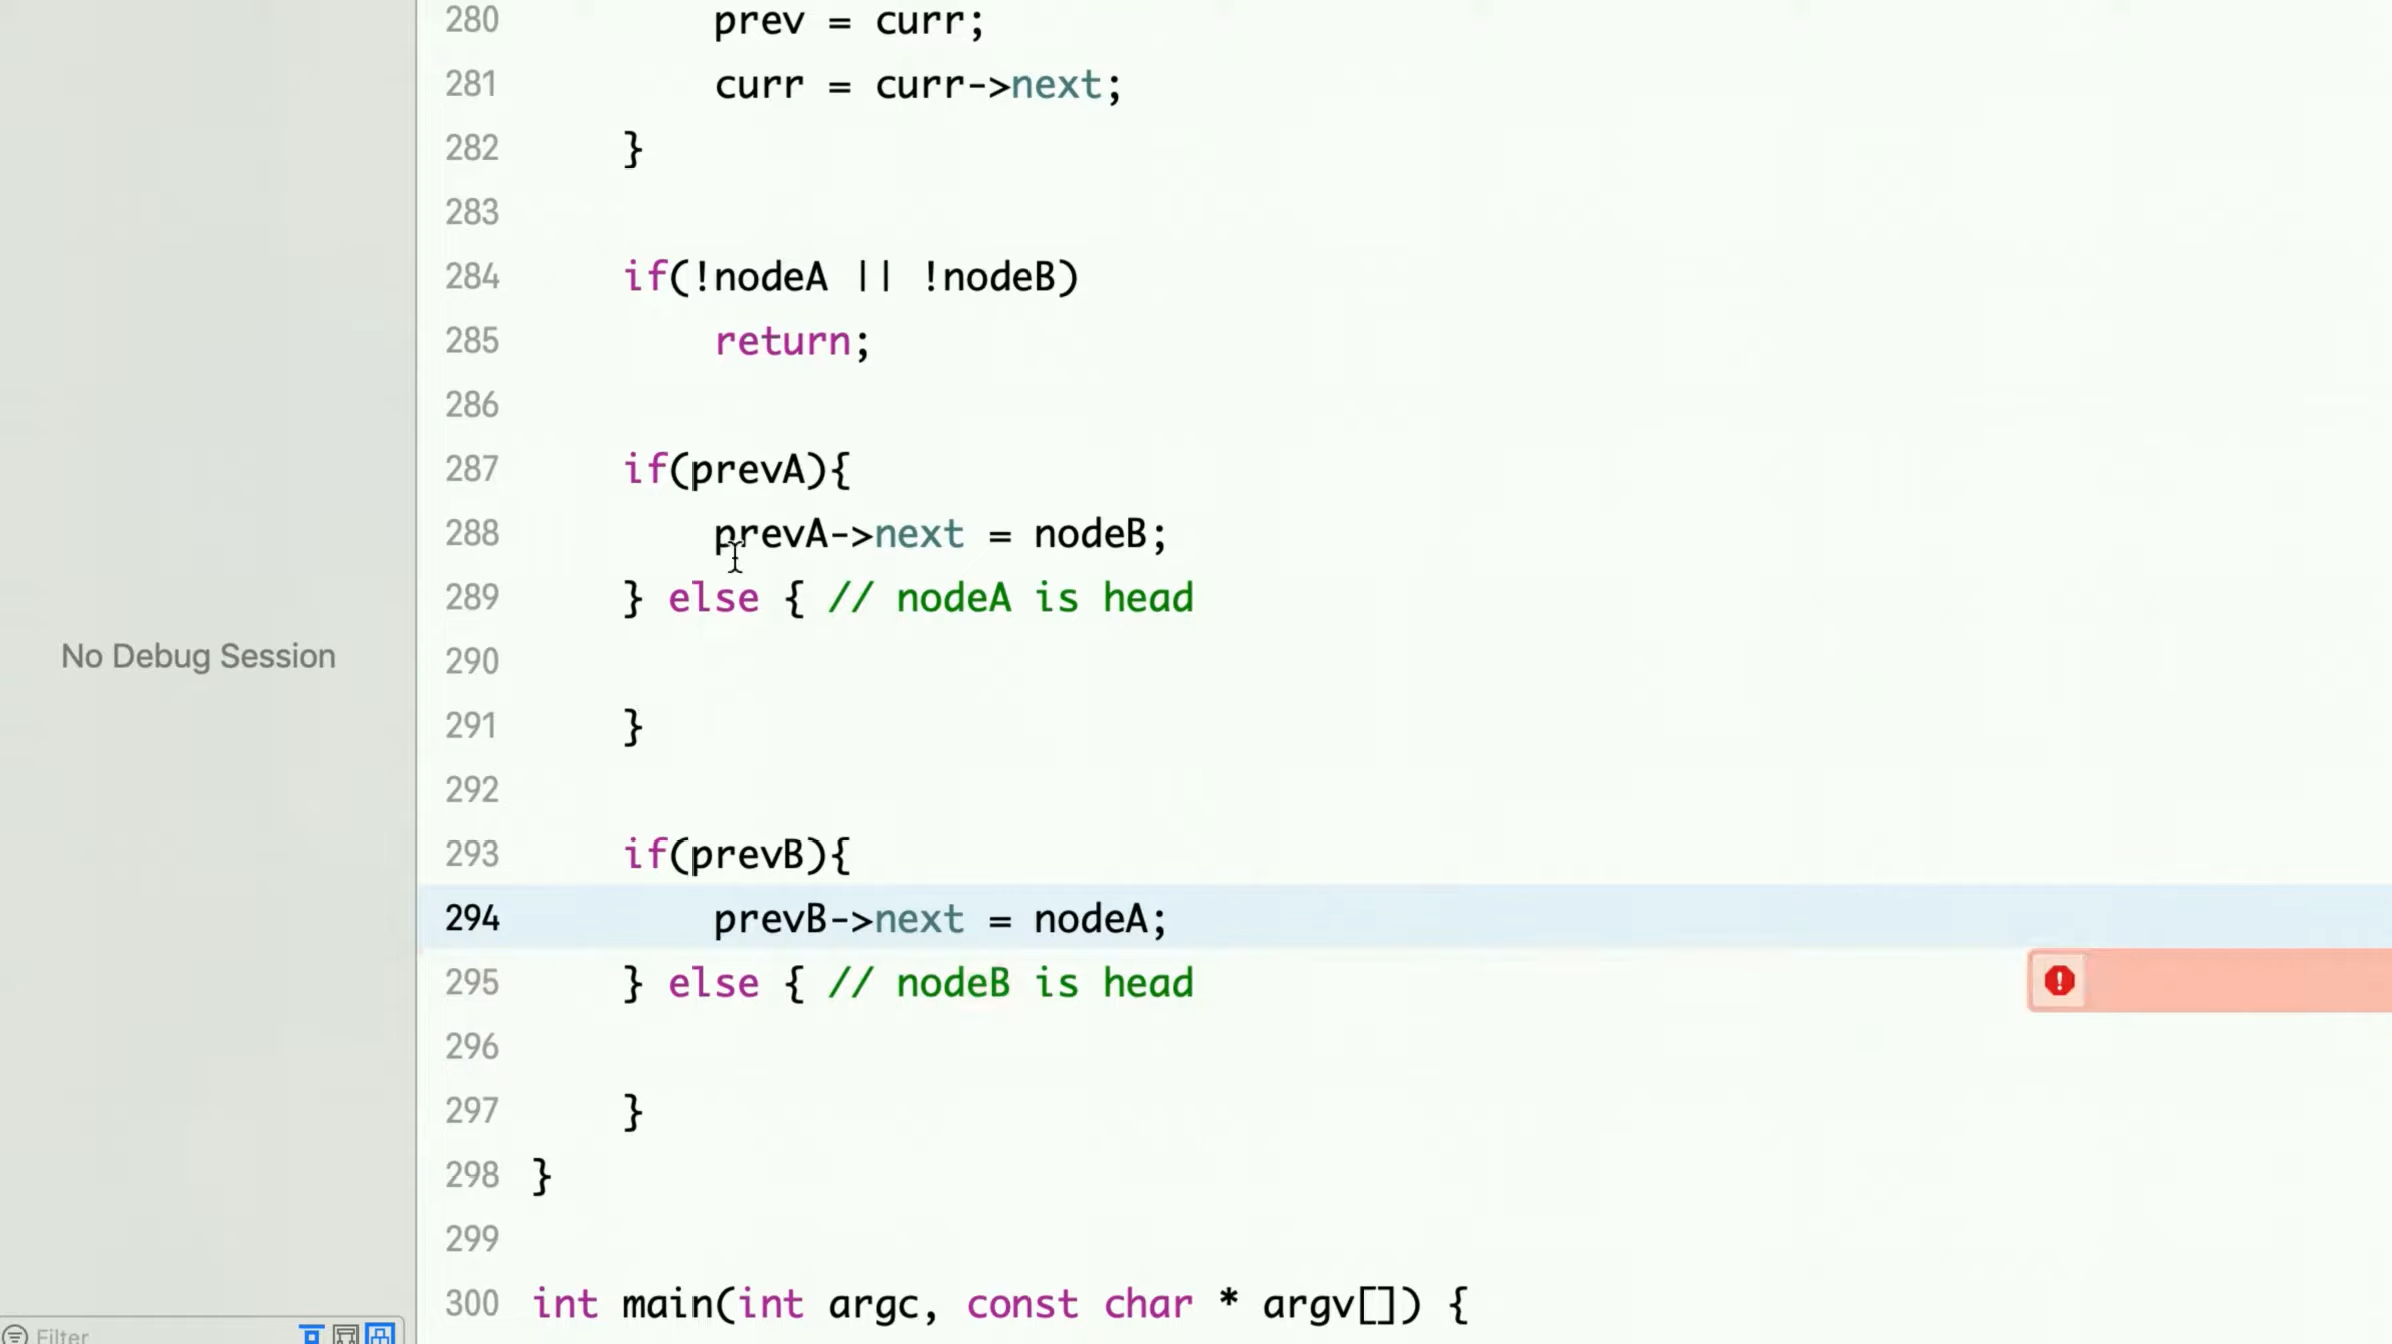 280 prev = curr;
281 curr = curr->next;
282 }
283
284 if(!nodeA || !nodeB)
285 return;
286
287 if(prevA){
288 prevA->next = nodeB;
289 } else { // nodeA is head
290
291 }
292
293 if(prevB){
294 prevB->next = nodeA;
295 } else { // nodeB is head
296
297 }
298 }
299
300 int main(int argc, const char * argv[]) {
No Debug Session
Filter